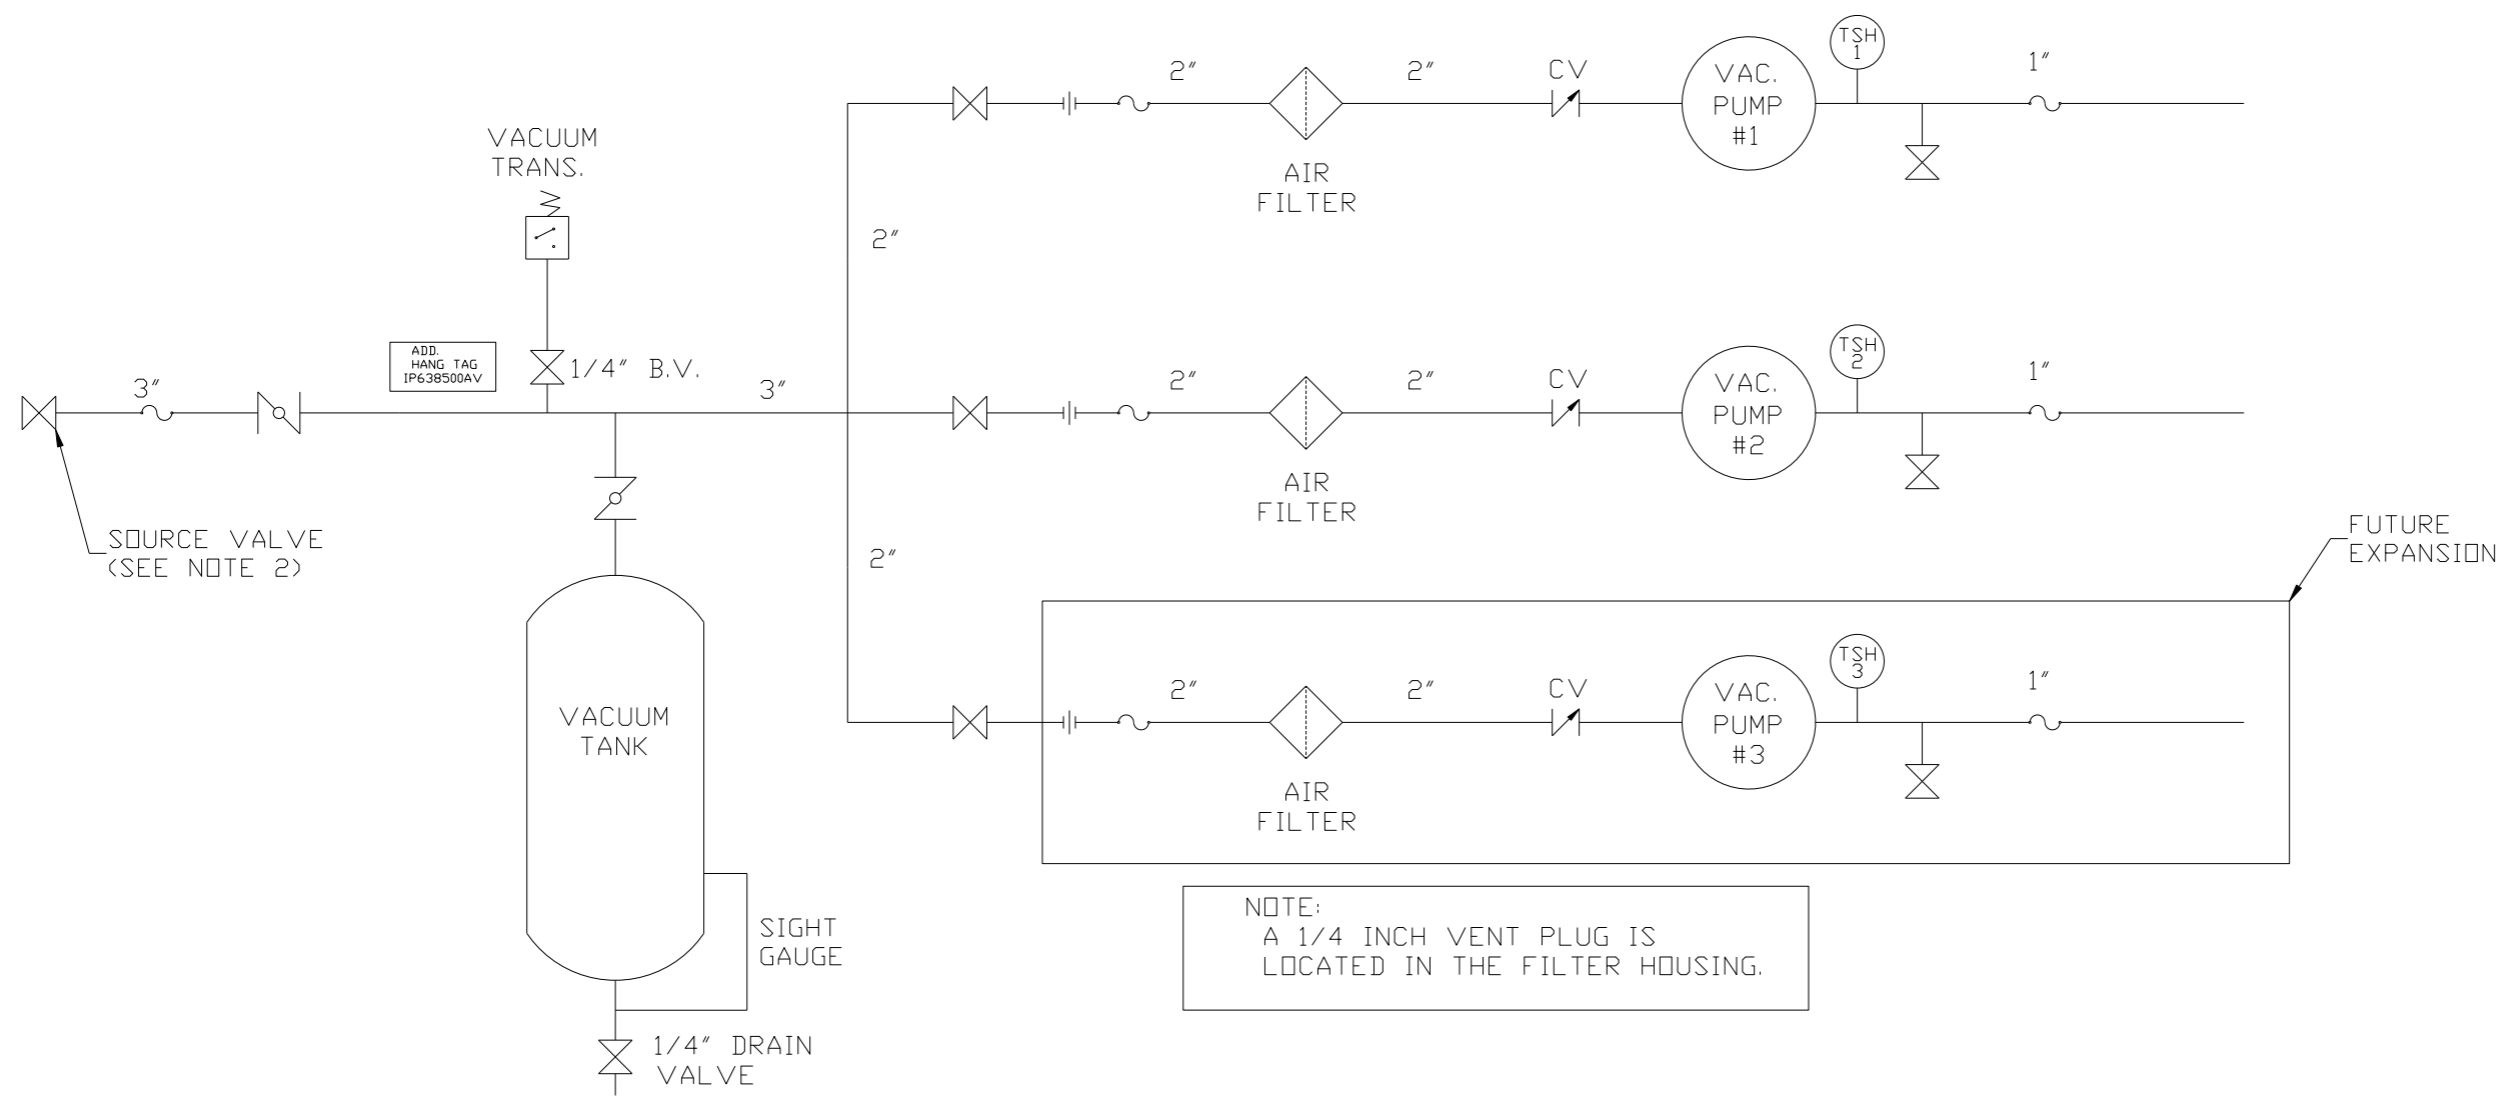 TSH
1
VAC.
PUMP
#1
2"
2"
CV
1"
AIR
FILTER
VACUUM
TRANS.
2"
ADD.
HANG TAG
IP638500AV
1/4" B.V.
3"
3"
TSH
2
VAC.
PUMP
#2
2"
2"
CV
1"
AIR
FILTER
SOURCE VALVE
(SEE NOTE 2)
2"
FUTURE
EXPANSION
TSH
3
VAC.
PUMP
#3
2"
2"
CV
1"
AIR
FILTER
VACUUM
TANK
SIGHT
GAUGE
NOTE:
A 1/4 INCH VENT PLUG IS
LOCATED IN THE FILTER HOUSING.
1/4" DRAIN
VALVE